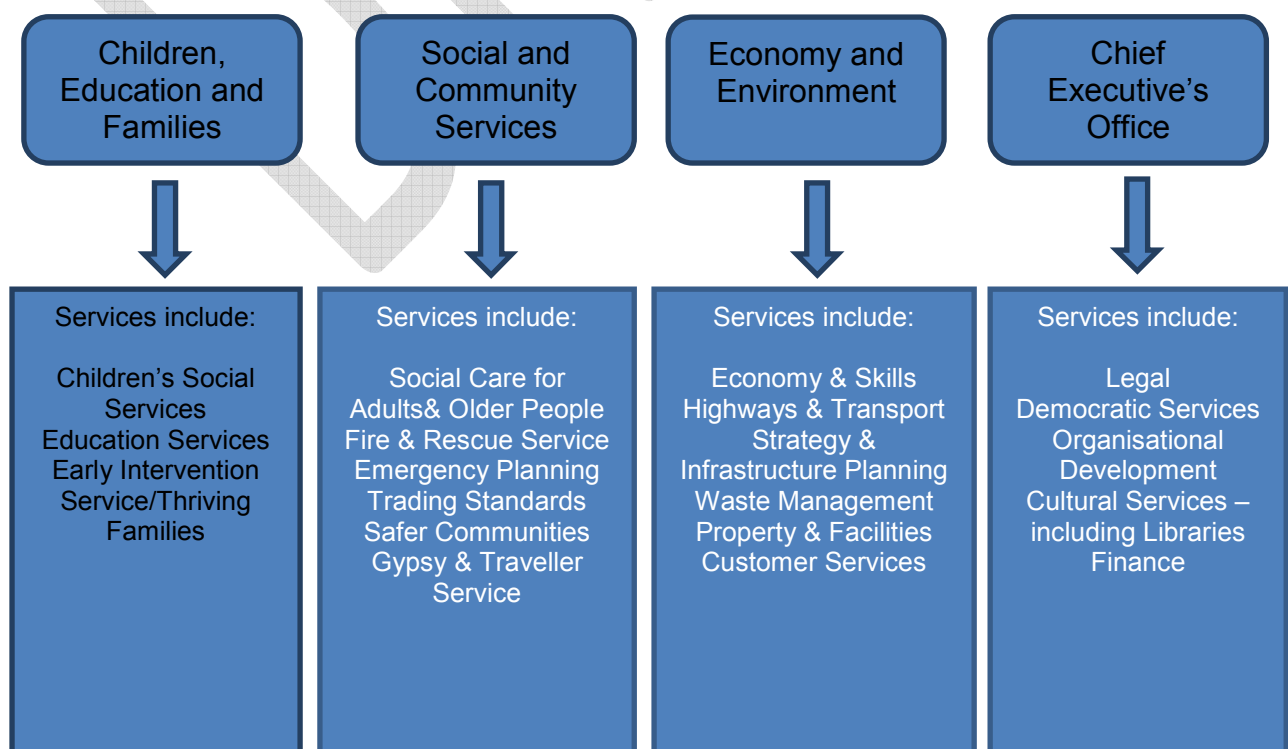 Children,
Education and
Families
Social and
Community
Services
Economy and
Environment
Chief
Executive’s
Office
Services include:
Children’s Social
Services
Education Services
Early Intervention
Service/Thriving
Families
Services include:
Social Care for
Adults& Older People
Fire & Rescue Service
Emergency Planning
Trading Standards
Safer Communities
Gypsy & Traveller
Service
Services include:
Economy & Skills
Highways & Transport
Strategy &
Infrastructure Planning
Waste Management
Property & Facilities
Customer Services
Services include:
Legal
Democratic Services
Organisational
Development
Cultural Services –
including Libraries
Finance